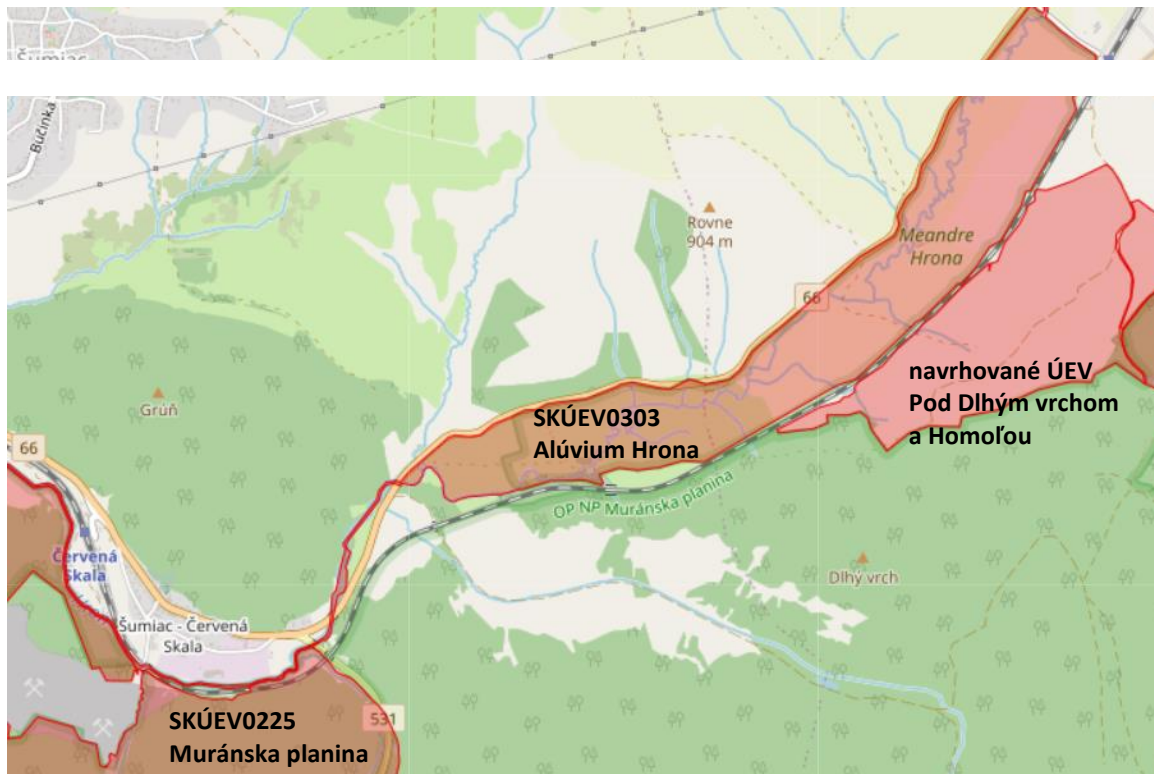 Šumiac
Bučinka
Rovne
904 m
Meandre
Hrona
66
navrhované ÚEV
Pod Dlhým vrchom
a Homoľou
Grúň
SKÚEV0303
Alúvium Hrona
66
OP NP Muránska planina
Červená
Skala
Dlhý vrch
Šumiac - Červená
Skala
SKÚEV0225
Muránska planina
531